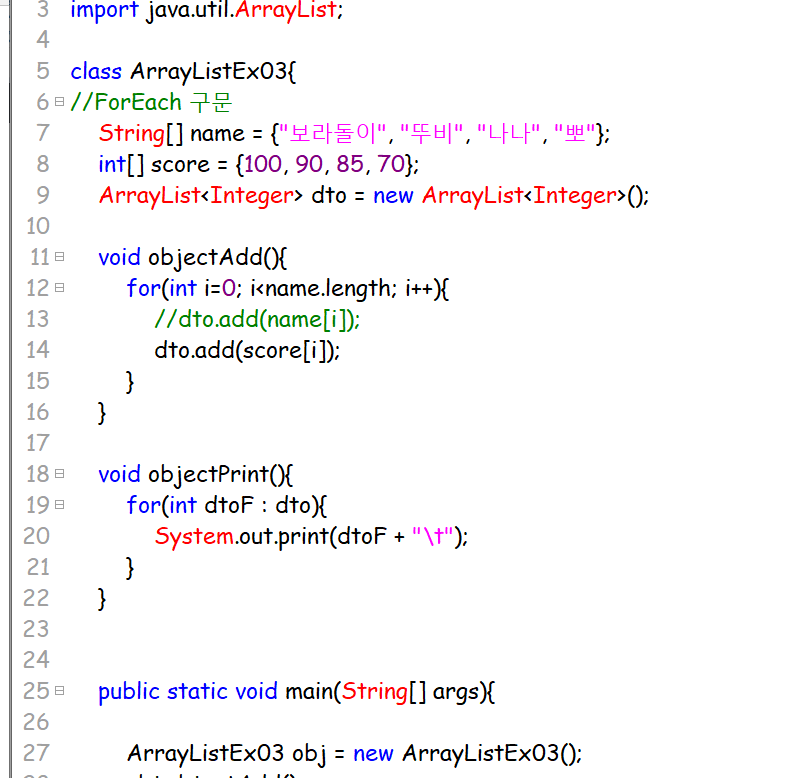 3 import java.util.ArrayList;
4
5 class ArrayListEx03{
6 //ForEach 구문
7 String[] name = {"보라돌이", "뚜비", "나나", "뽀"};
8 int[] score = {100, 90, 85, 70};
9 ArrayList<Integer> dto = new ArrayList<Integer>();
10
11 void objectAdd(){
12 for(int i=0; i<name.length; i++){
13 //dto.add(name[i]);
14 dto.add(score[i]);
15 }
16 }
17
18 void objectPrint(){
19 for(int dtoF : dto){
20 System.out.print(dtoF + "\t");
21 }
22 }
23
24
25 public static void main(String[] args){
26
27 ArrayListEx03 obj = new ArrayListEx03();